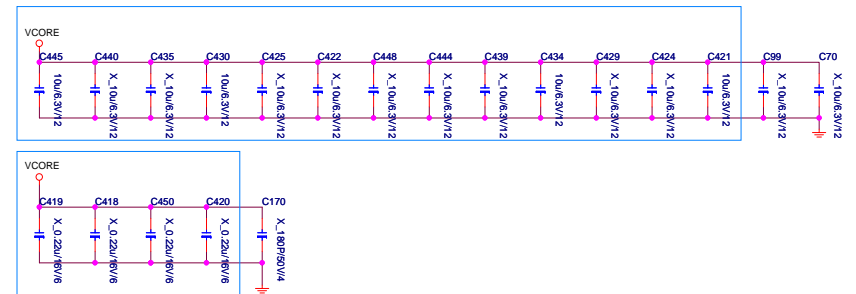 VCORE
C445 C440 C435 C430 C425 C422 C448 C444 C439 C434 C429 C424 C421 C99 C70
10u/6.3V/12
X_10u/6.3V/12
X_10u/6.3V/12
10u/6.3V/12
X_10u/6.3V/12
X_10u/6.3V/12
X_10u/6.3V/12
X_10u/6.3V/12
X_10u/6.3V/12
10u/6.3V/12
X_10u/6.3V/12
X_10u/6.3V/12
10u/6.3V/12
X_10u/6.3V/12
X_10u/6.3V/12
VCORE
C419 C418 C450 C420 C170
X_0.22u/16V/6
X_0.22u/16V/6
X_0.22u/16V/6
X_0.22u/16V/6
X_180P/50V/4